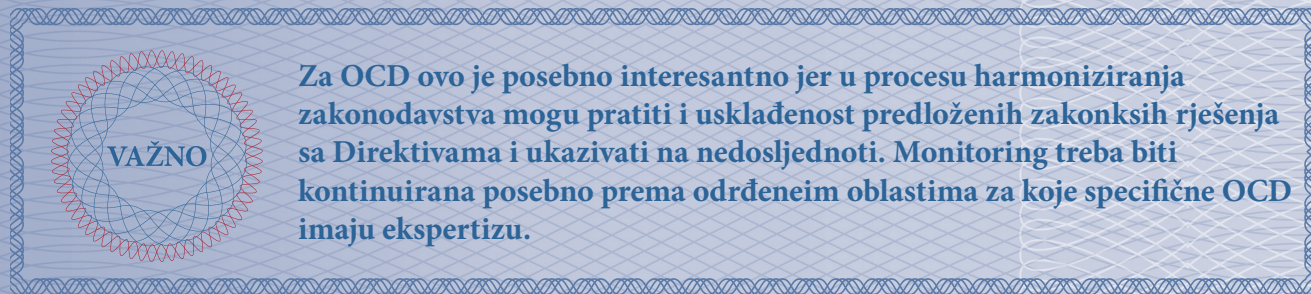 VAŽNO
Za OCD ovo je posebno interesantno jer u procesu harmoniziranja
zakonodavstva mogu pratiti i usklađenost predloženih zakonksih rješenja
sa Direktivama i ukazivati na nedosljednoti. Monitoring treba biti
kontinuirana posebno prema odrđeneim oblastima za koje specifične OCD
imaju ekspertizu.